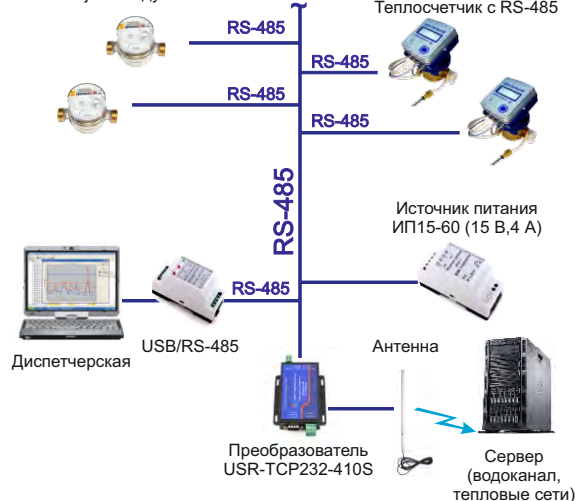 Теплосчетчик с RS-485
RS-485
RS-485
RS-485
RS-485
RS-485
Источник питания
ИП15-60 (15 В,4 А)
RS-485
USB/RS-485
Диспетчерская
Антенна
Преобразователь
USR-TCP232-410S
Сервер
(водоканал,
тепловые сети)